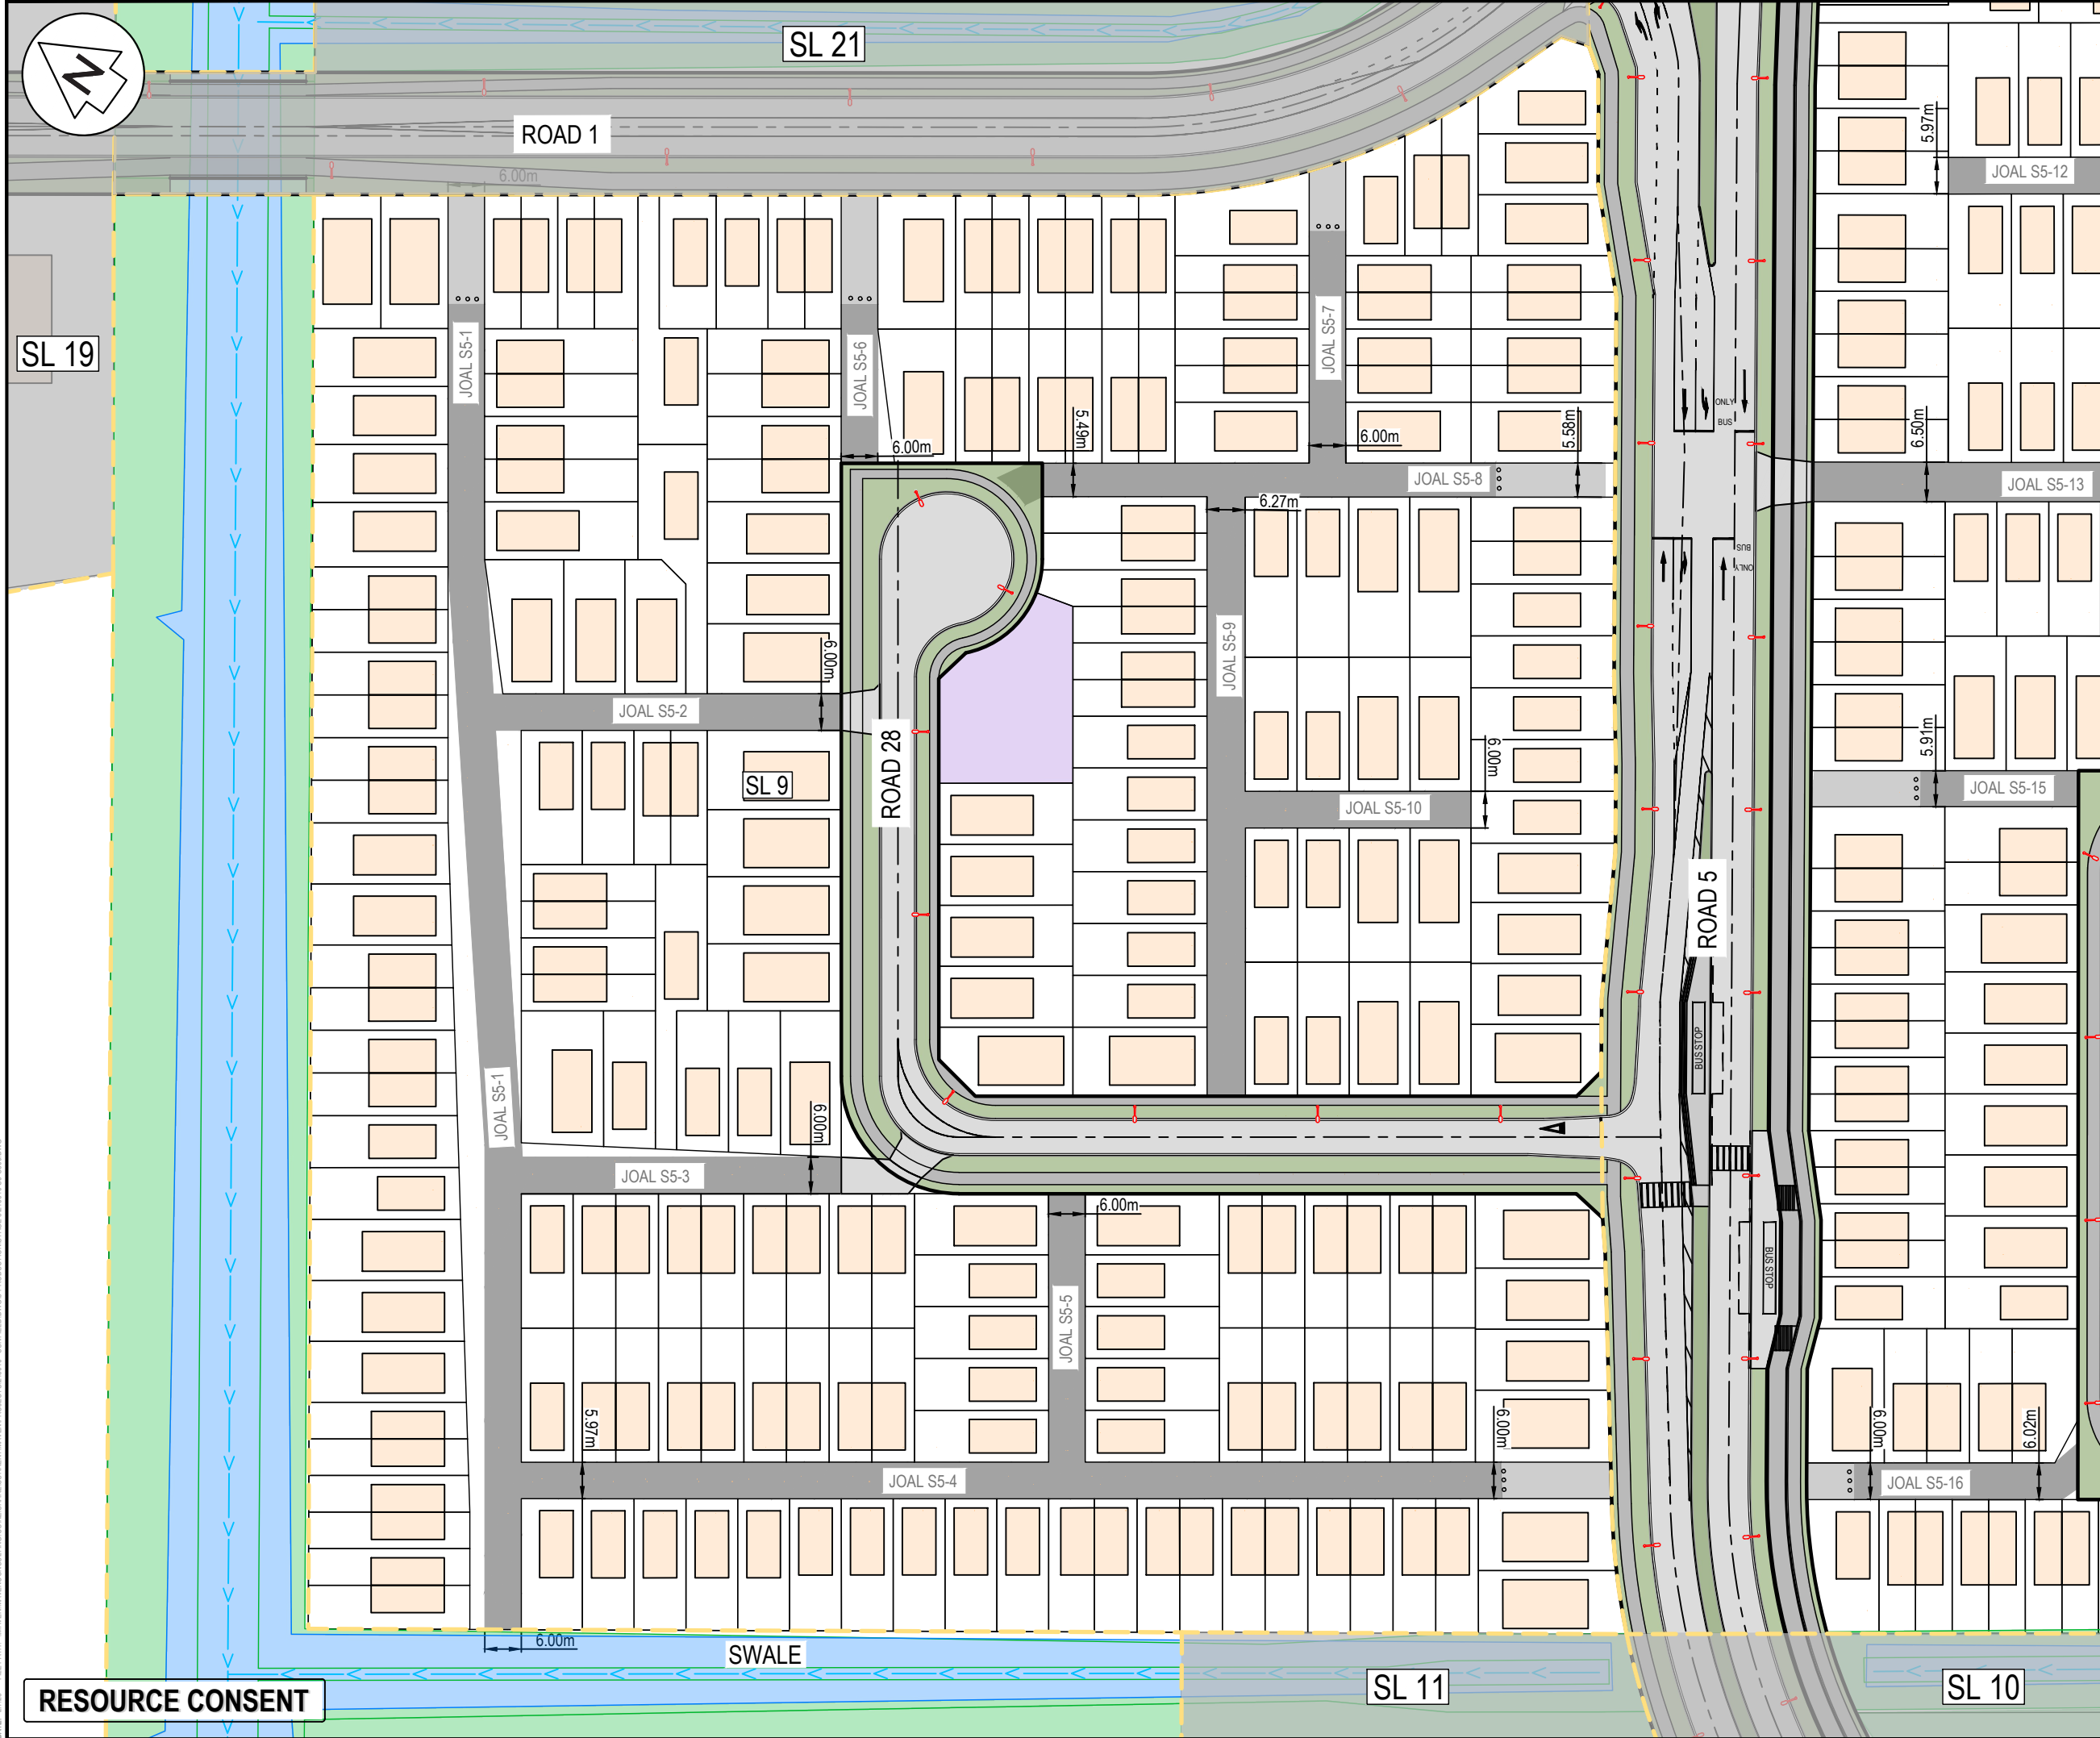 SL 21
N
ROAD 1
5.97m
JOAL S5-12
6.00m
SL 19
JOAL S5-1
JOAL S5-6
JOAL S5-7
ONLY
BUS
6.00m
5.49m
6.00m
5.58m
6.50m
JOAL S5-8
JOAL S5-13
6.27m
BUS
ONLY
JOAL S5-9
6.00m
JOAL S5-2
ROAD 28
SL 9
6.00m
5.91m
JOAL S5-10
JOAL S5-15
ROAD 5
BUS STOP
JOAL S5-1
6.00m
JOAL S5-3
6.00m
BUS STOP
JOAL S5-5
5.97m
6.00m
6.00m
6.02m
JOAL S5-4
JOAL S5-16
6.00m
SWALE
SL 11
SL 10
RESOURCE CONSENT